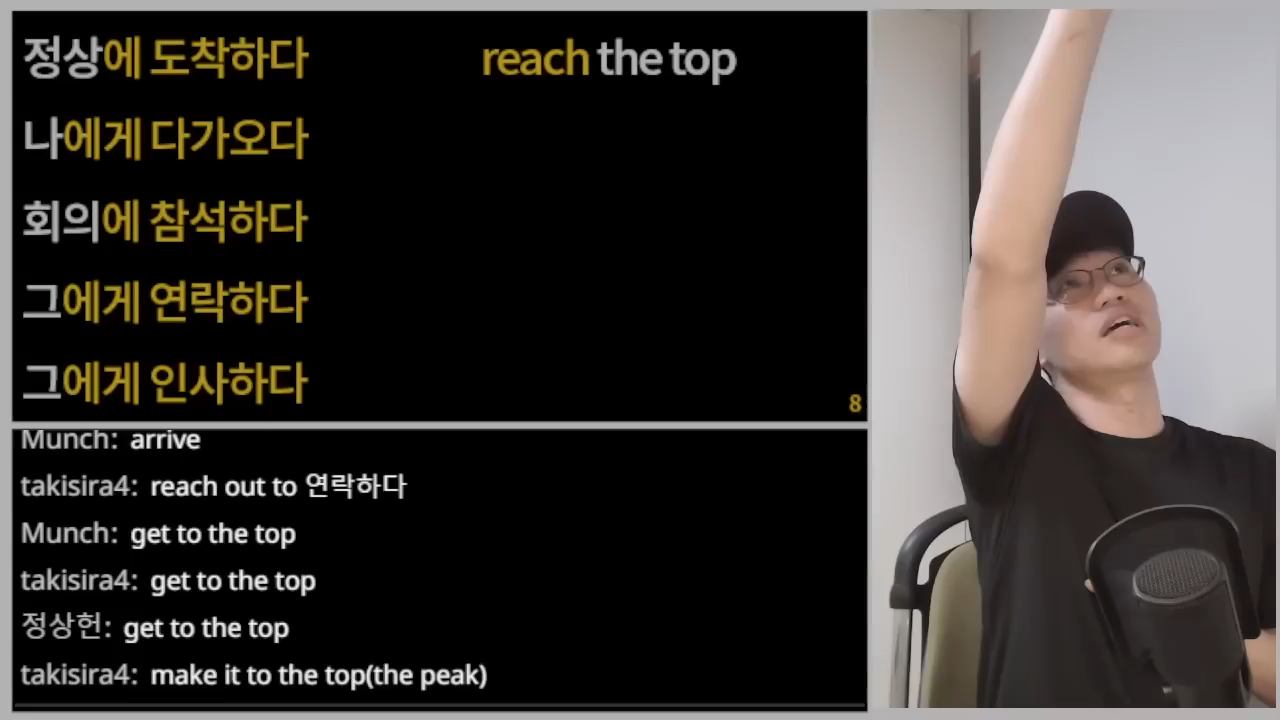 정상에 도착하다 reach the top
나에게 다가오다
회의에 참석하다
그에게 연락하다
그에게 인사하다
8
Munch: arrive
takisira4: reach out to 연락하다
Munch: get to the top
takisira4: get to the top
정상헌: get to the top
takisira4: make it to the top(the peak)